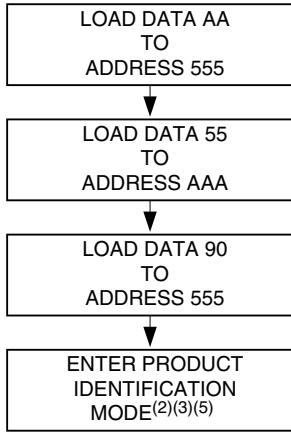 LOAD DATA AA
TO
ADDRESS 555
LOAD DATA 55
TO
ADDRESS AAA
LOAD DATA 90
TO
ADDRESS 555
ENTER PRODUCT
IDENTIFICATION
MODE(2)(3)(5)